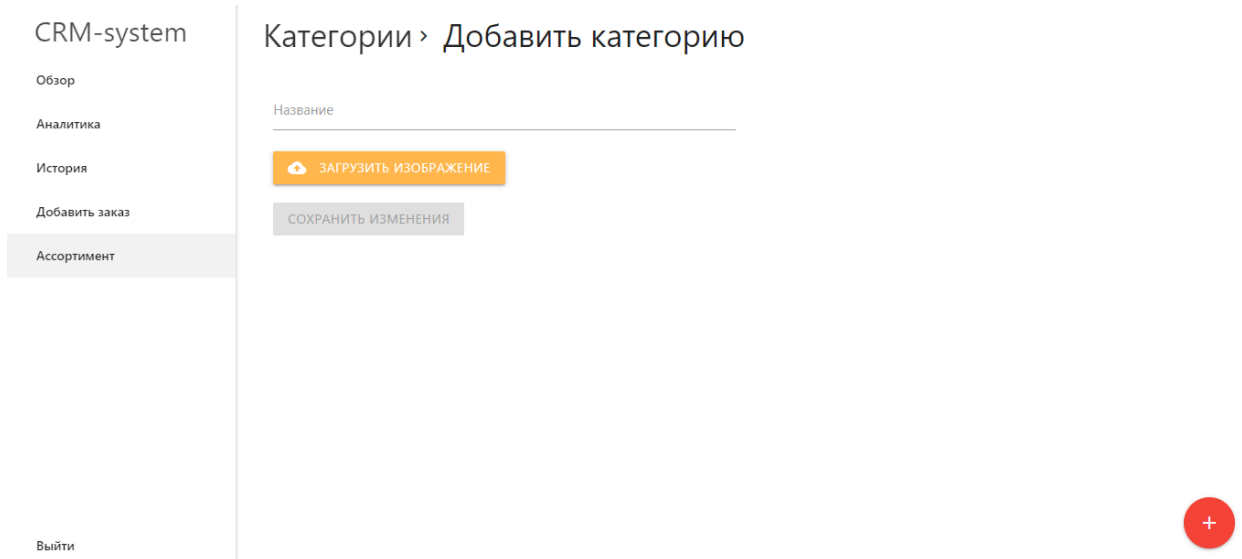 CRM-system
Обзор
Аналитика
История
Добавить заказ
Ассортимент
Выйти
Категории › Добавить категорию
Название
ЗАГРУЗИТЬ ИЗОБРАЖЕНИЕ
СОХРАНИТЬ ИЗМЕНЕНИЯ
+